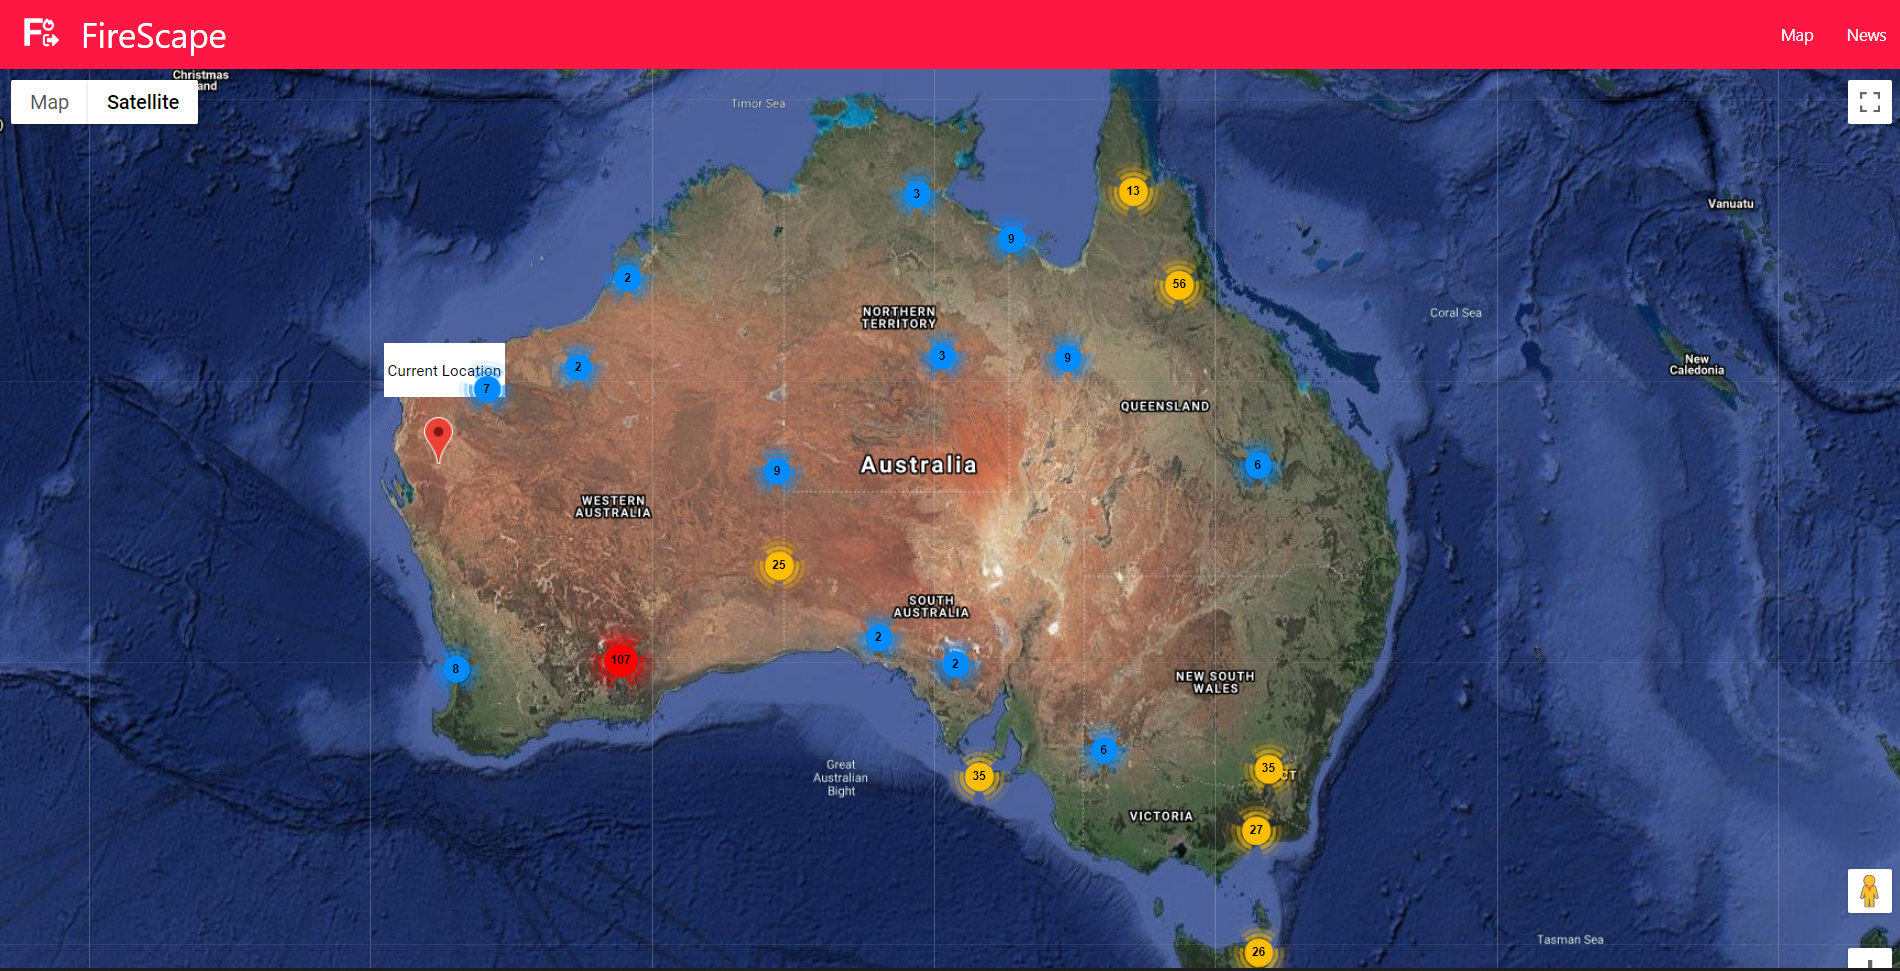 FireScape
Map
News
Christmas
and
Map
Satellite
Timor Sea
3
13
Vanuatu
9
2
56
NORTHERN
TERRITORY
Coral Sea
3
9
2
Current Location
7
New
Caledonia
QUEENSLAND
Australia
9
6
WESTERN
AUSTRALIA
25
SOUTH
AUSTRALIA
2
107
2
8
NEW SOUTH
WALES
6
35
CT
Great
Australian
Bight
35
VICTORIA
27
Tasman Sea
26